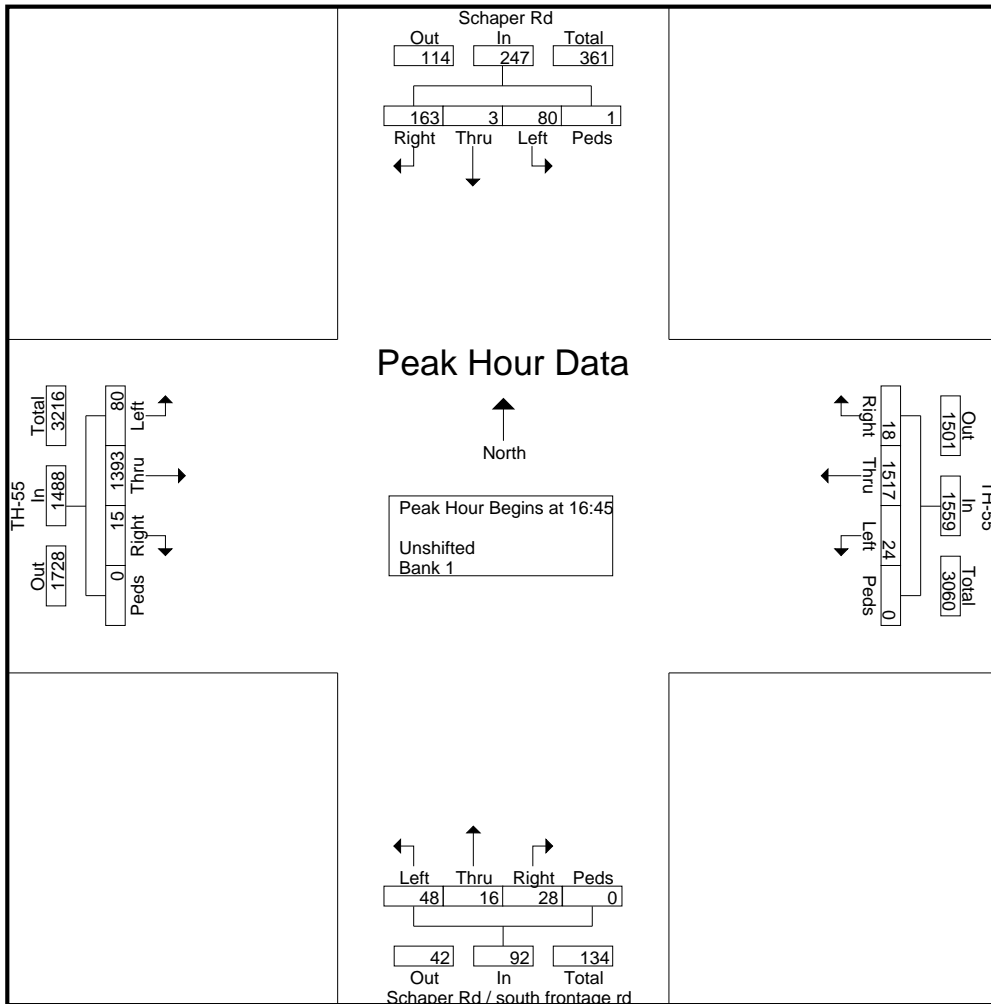 Schaper Rd
Out In Total
114 247 361
163 3 80 1
Right Thru Left Peds
Peak Hour Data
North
Peak Hour Begins at 16:45
Unshifted
Bank 1
TH-55
Total In Out
3216 1488 1728
80 1393 15 0
Left Thru Right Peds
Right Thru Left Peds
18 1517 24 0
Out In Total
1501 1559 3060
TH-55
Left Thru Right Peds
48 16 28 0
42 92 134
Out In Total
Schaper Rd / south frontage rd